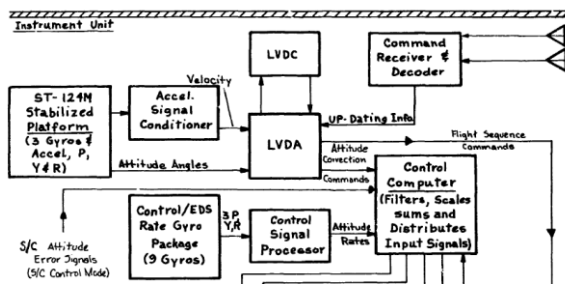 Instrument Unit
LVDC
Command
Receiver &
Decoder
Velocity
ST-124M
Stabilized
Platform
(3 Gyros &
Accel, P,
Y & R)
Accel.
Signal
Conditioner
UP-Dating Info.
LVDA
Flight Sequence
Commands
Attitude Angles
Attitude
Correction
Commands
Control
Computer
(Filters, Scales
sums and
Distributes
Input Signals)
Control/EDS
Rate Gyro
Package
(9 Gyros)
3 P,
Y,R
Control
Signal
Processor
Attitude
Rates
S/C Attitude
Error Signals
(S/C Control Mode)